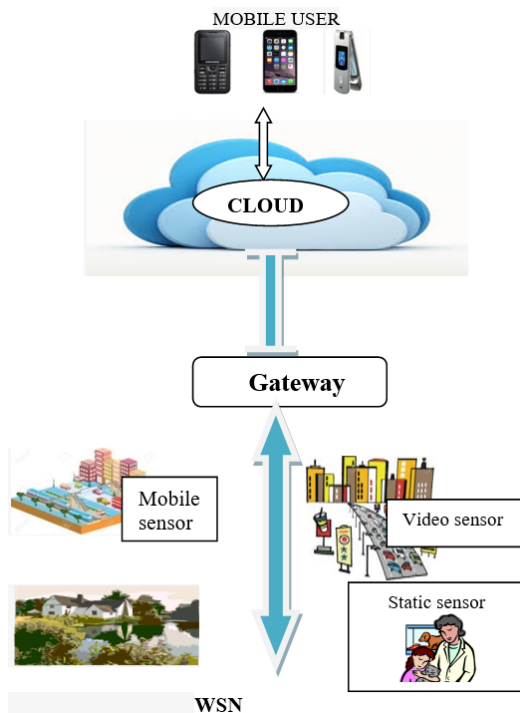 MOBILE USER
CLOUD
Gateway
Mobile
sensor
Video sensor
Static sensor
WSN